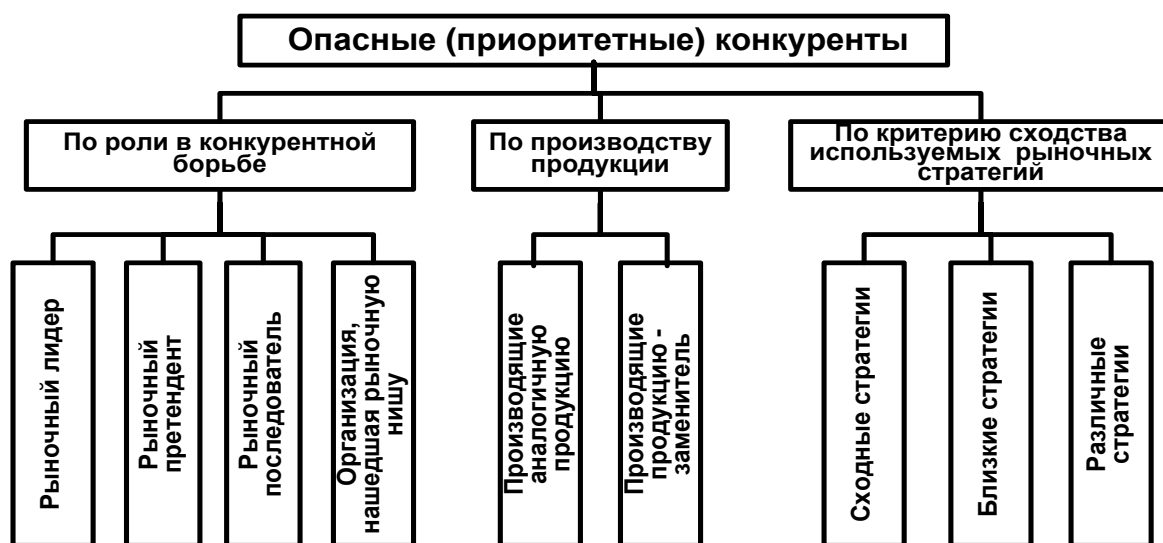 Опасные (приоритетные) конкуренты
По роли в конкурентной
борьбе
По производству
продукции
По критерию сходства
используемых рыночных
стратегий
Рыночный лидер
Рыночный
претендент
Рыночный
последователь
Организация,
нашедшая рыночную
нишу
Производящие
аналогичную
продукцию
Производящие
продукцию -
заменитель
Сходные стратегии
Близкие стратегии
Различные
стратегии